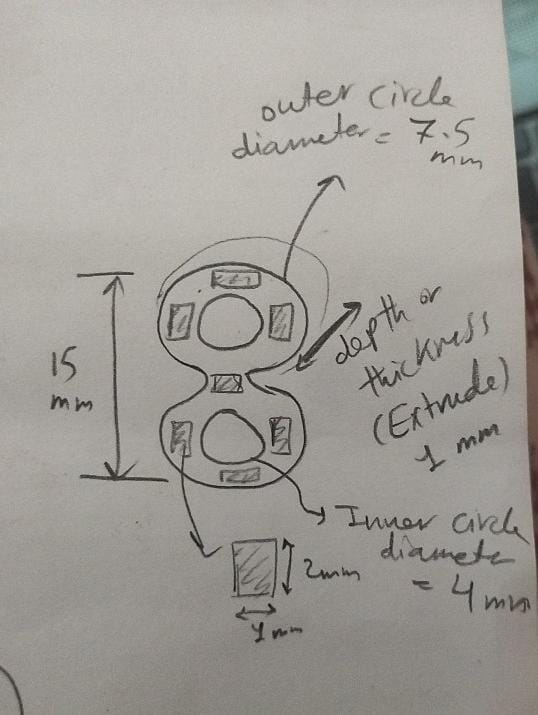 outer circle
diameter = 7.5
mm
15
mm
depth or
thickness
(Extrude)
1 mm
Inner circle
diameter
= 4 mm
2mm
1mm